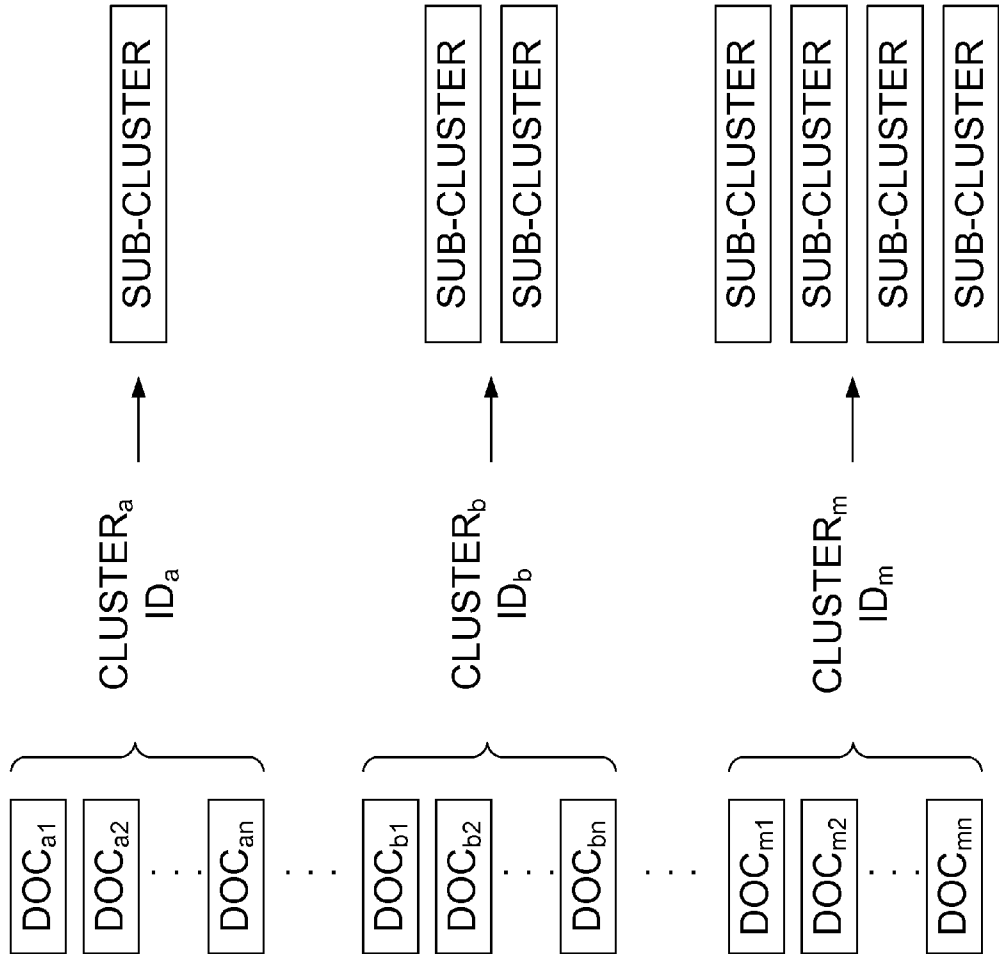 DOCa1
DOCa2
. . .
DOCan
CLUSTERa
IDa
SUB-CLUSTER
. . .
DOCb1
DOCb2
. . .
DOCbn
CLUSTERb
IDb
SUB-CLUSTER
SUB-CLUSTER
. . .
DOCm1
DOCm2
. . .
DOCmn
CLUSTERm
IDm
SUB-CLUSTER
SUB-CLUSTER
SUB-CLUSTER
SUB-CLUSTER